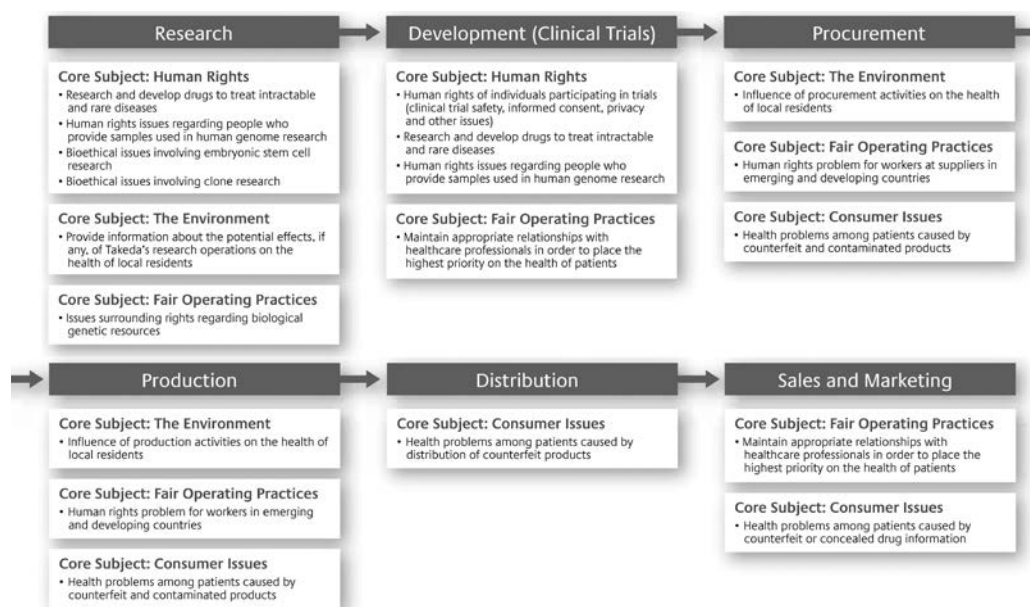 Research
Core Subject: Human Rights
• Research and develop drugs to treat intractable
and rare diseases
• Human rights issues regarding people who
provide samples used in human genome research
• Bioethical issues involving embryonic stem cell
research
• Bioethical issues involving clone research
Core Subject: The Environment
• Provide information about the potential effects, if
any, of Takeda's research operations on the
health of local residents
Core Subject: Fair Operating Practices
• Issues surrounding rights regarding biological
genetic resources
Development (Clinical Trials)
Core Subject: Human Rights
• Human rights of individuals participating in trials
(clinical trial safety, informed consent, privacy
and other issues)
• Research and develop drugs to treat intractable
and rare diseases
• Human rights issues regarding people who
provide samples used in human genome research
Core Subject: Fair Operating Practices
• Maintain appropriate relationships with
healthcare professionals in order to place the
highest priority on the health of patients
Procurement
Core Subject: The Environment
• Influence of procurement activities on the health
of local residents
Core Subject: Fair Operating Practices
• Human rights problem for workers at suppliers in
emerging and developing countries
Core Subject: Consumer Issues
• Health problems among patients caused by
counterfeit and contaminated products
Production
Core Subject: The Environment
• Influence of production activities on the health of
local residents
Core Subject: Fair Operating Practices
• Human rights problem for workers in emerging
and developing countries
Core Subject: Consumer Issues
• Health problems among patients caused by
counterfeit and contaminated products
Distribution
Core Subject: Consumer Issues
• Health problems among patients caused by
distribution of counterfeit products
Sales and Marketing
Core Subject: Fair Operating Practices
• Maintain appropriate relationships with
healthcare professionals in order to place the
highest priority on the health of patients
Core Subject: Consumer Issues
• Health problems among patients caused by
counterfeit or concealed drug information